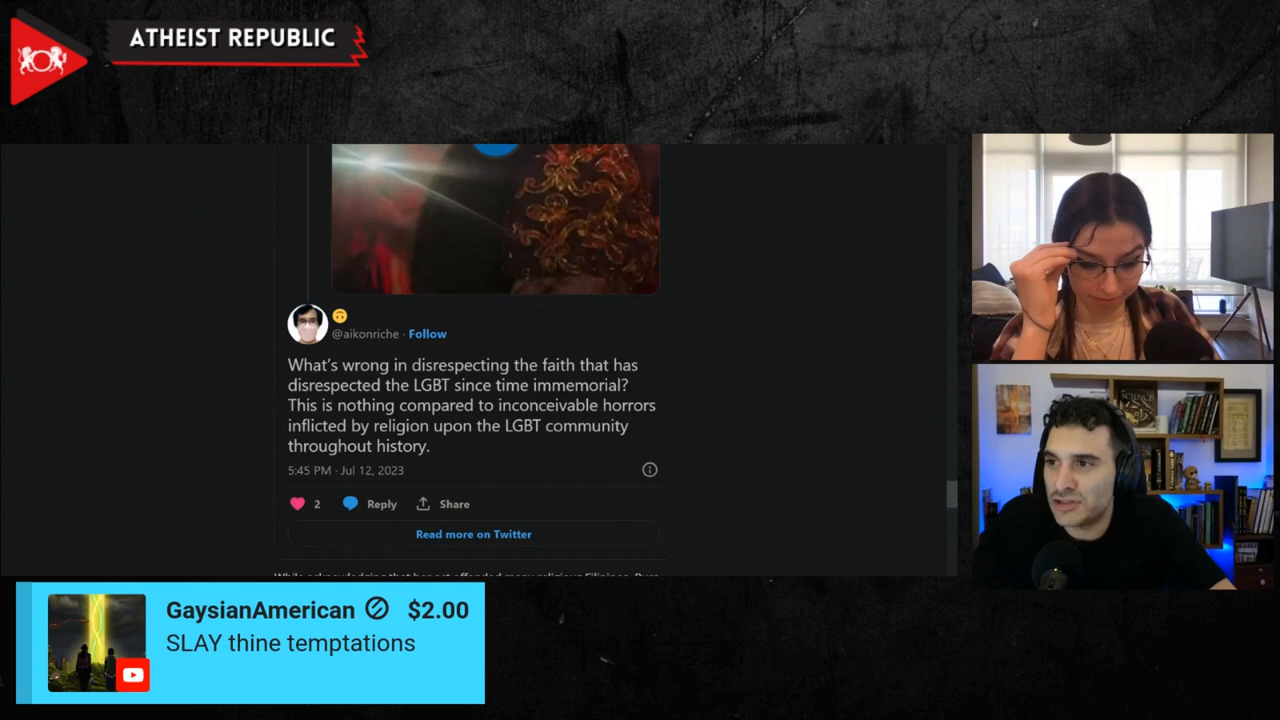 ATHEIST REPUBLIC
@aikonriche · Follow
What's wrong in disrespecting the faith that has
disrespected the LGBT since time immemorial?
This is nothing compared to inconceivable horrors
inflicted by religion upon the LGBT community
throughout history.
5:45 PM · Jul 12, 2023
2 Reply Share
Read more on Twitter
SCIENCE
GaysianAmerican $2.00
SLAY thine temptations